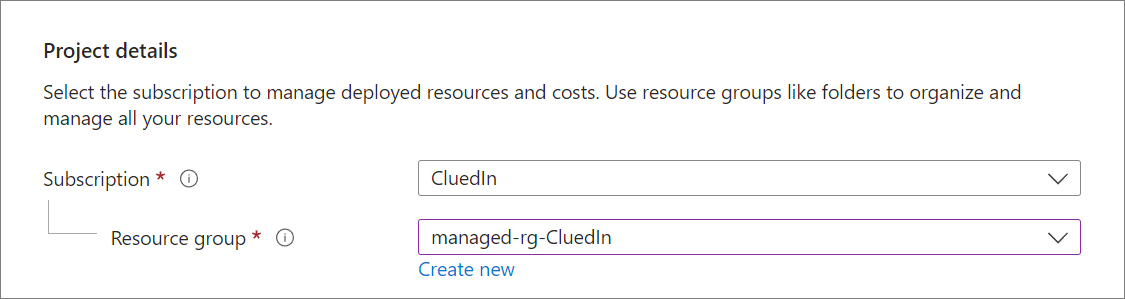 Project details
Select the subscription to manage deployed resources and costs. Use resource groups like folders to organize and
manage all your resources.
Subscription *
CluedIn
Resource group *
managed-rg-CluedIn
Create new